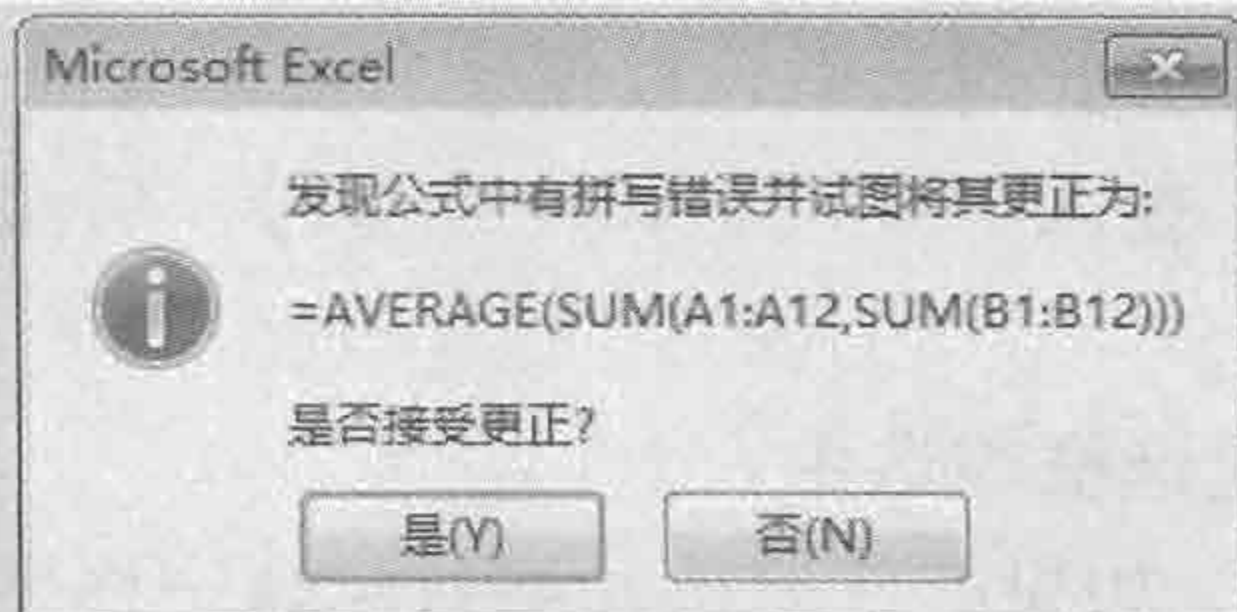 Microsoft Excel
发现公式中有拼写错误并试图将其更正为:
=AVERAGE(SUM(A1:A12,SUM(B1:B12)))
是否接受更正?
是(Y) 否(N)